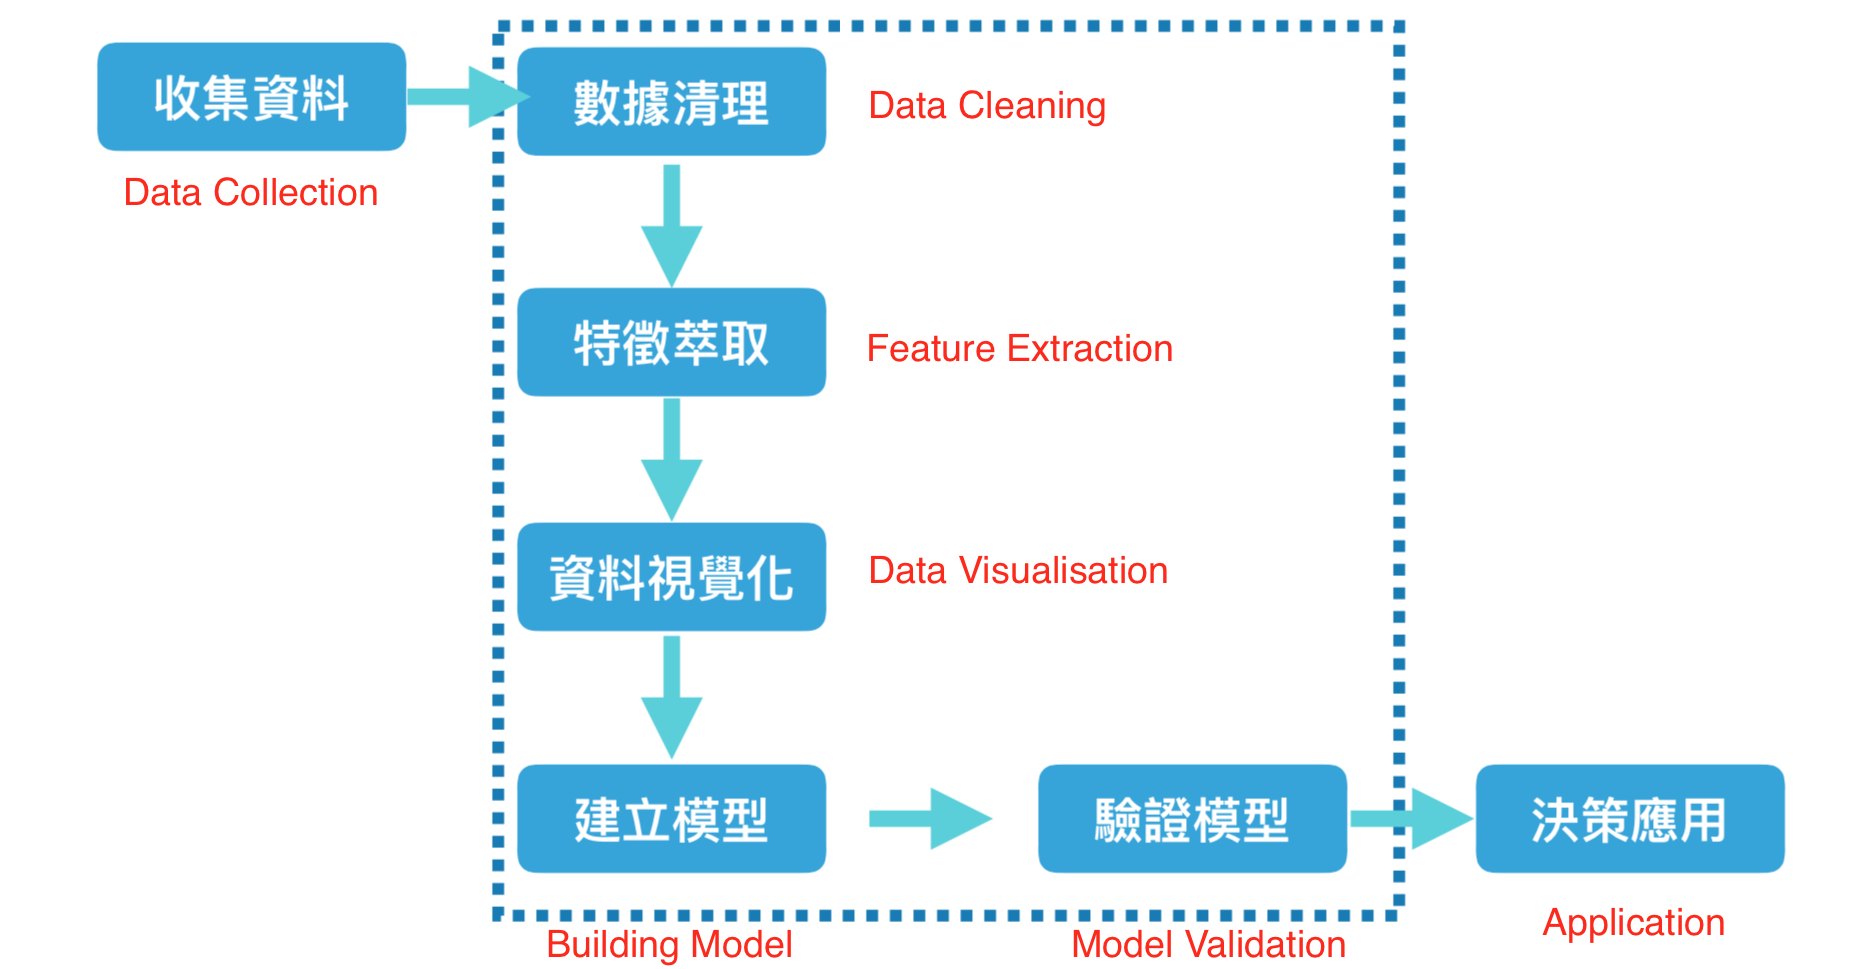 收集資料
Data Collection
數據清理
Data Cleaning
特徵萃取
Feature Extraction
資料視覺化
Data Visualisation
建立模型
Building Model
驗證模型
Model Validation
決策應用
Application